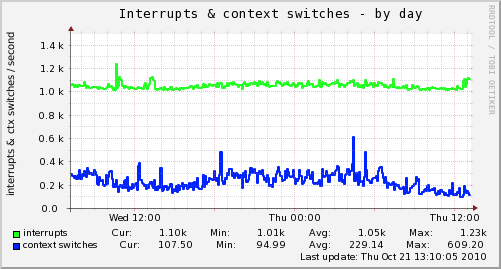 Interrupts & context switches - by day
RRDTOOL / TOBI OETIKER
interrupts & ctx switches / second
1.4 k
1.2 k
1.0 k
0.8 k
0.6 k
0.4 k
0.2 k
0.0
Wed 12:00 Thu 00:00 Thu 12:00
interrupts Cur: 1.10k Min: 1.01k Avg: 1.05k Max: 1.23k
context switches Cur: 107.50 Min: 94.99 Avg: 229.14 Max: 609.20
Last update: Thu Oct 21 13:10:05 2010